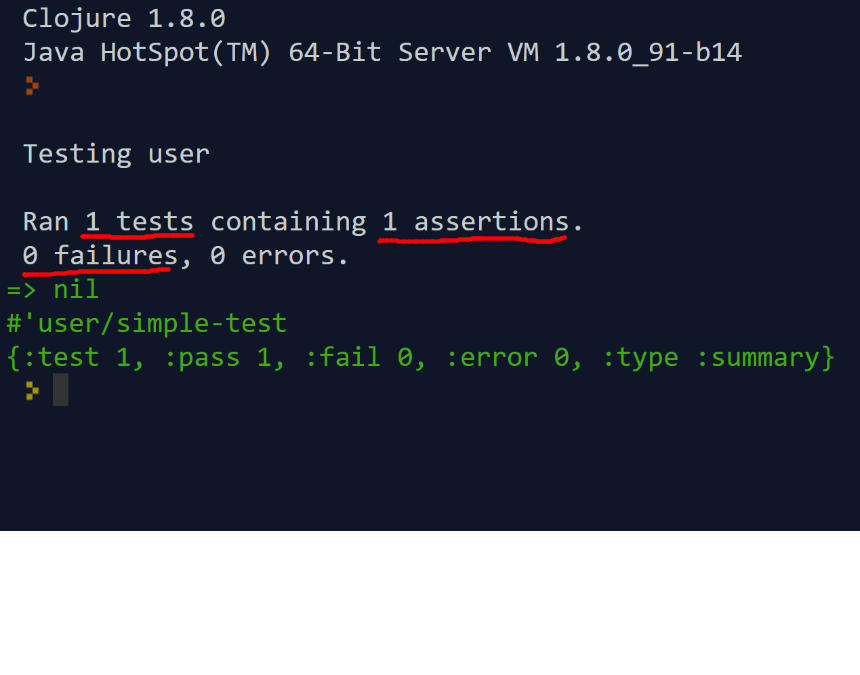 Clojure 1.8.0
Java HotSpot(TM) 64-Bit Server VM 1.8.0_91-b14
Testing user
Ran 1 tests containing 1 assertions.
0 failures, 0 errors.
=> nil
#'user/simple-test
{:test 1, :pass 1, :fail 0, :error 0, :type :summary}